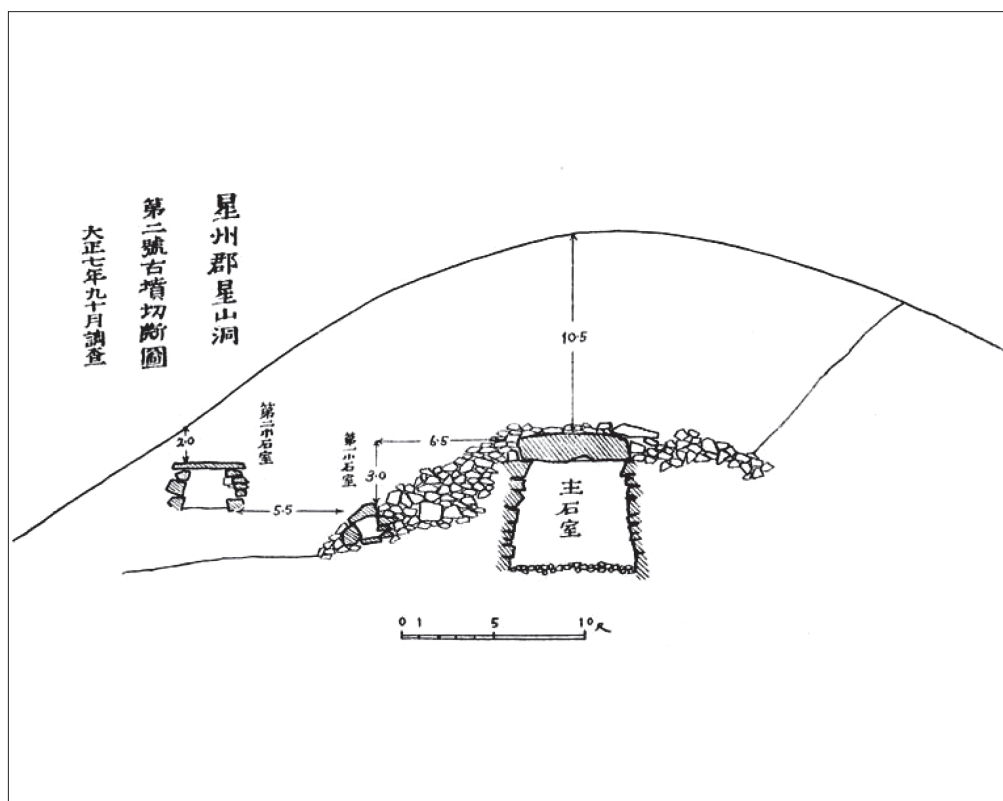 星州郡星山洞
第二號古墳切断圖
大正七年九十月調査
10.5
第二小石室
2.0
第一小石室
6.5
3.0
5.5
主石室
0 1 5 10尺